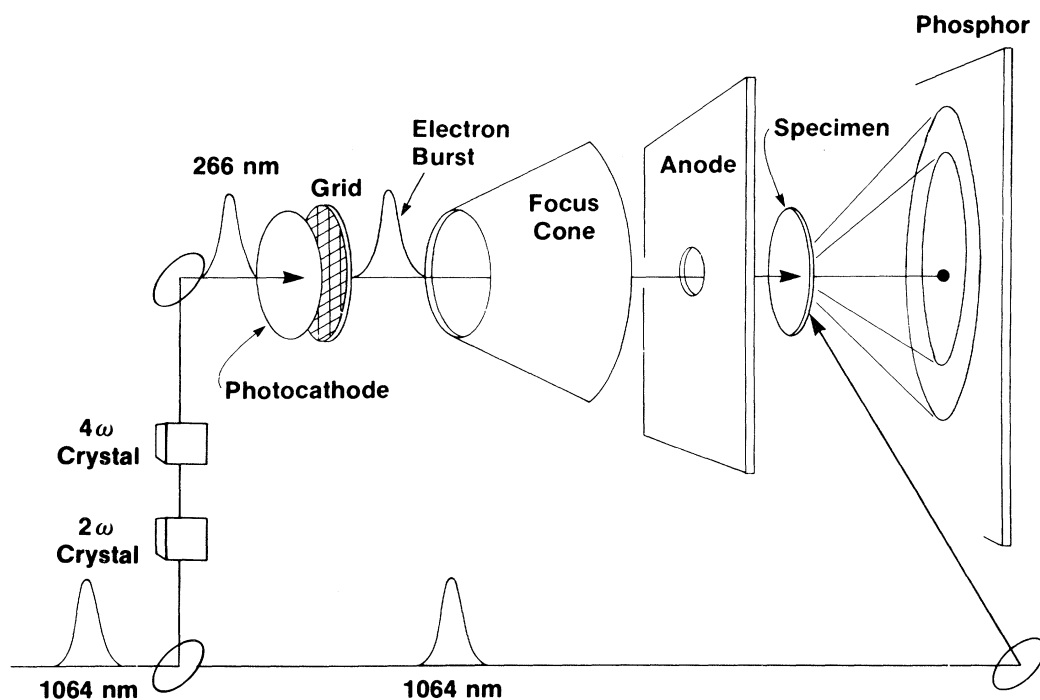 Phosphor
Electron
Burst
Specimen
266 nm
Grid
Anode
Focus
Cone
Photocathode
4ω
Crystal
2ω
Crystal
1064 nm
1064 nm